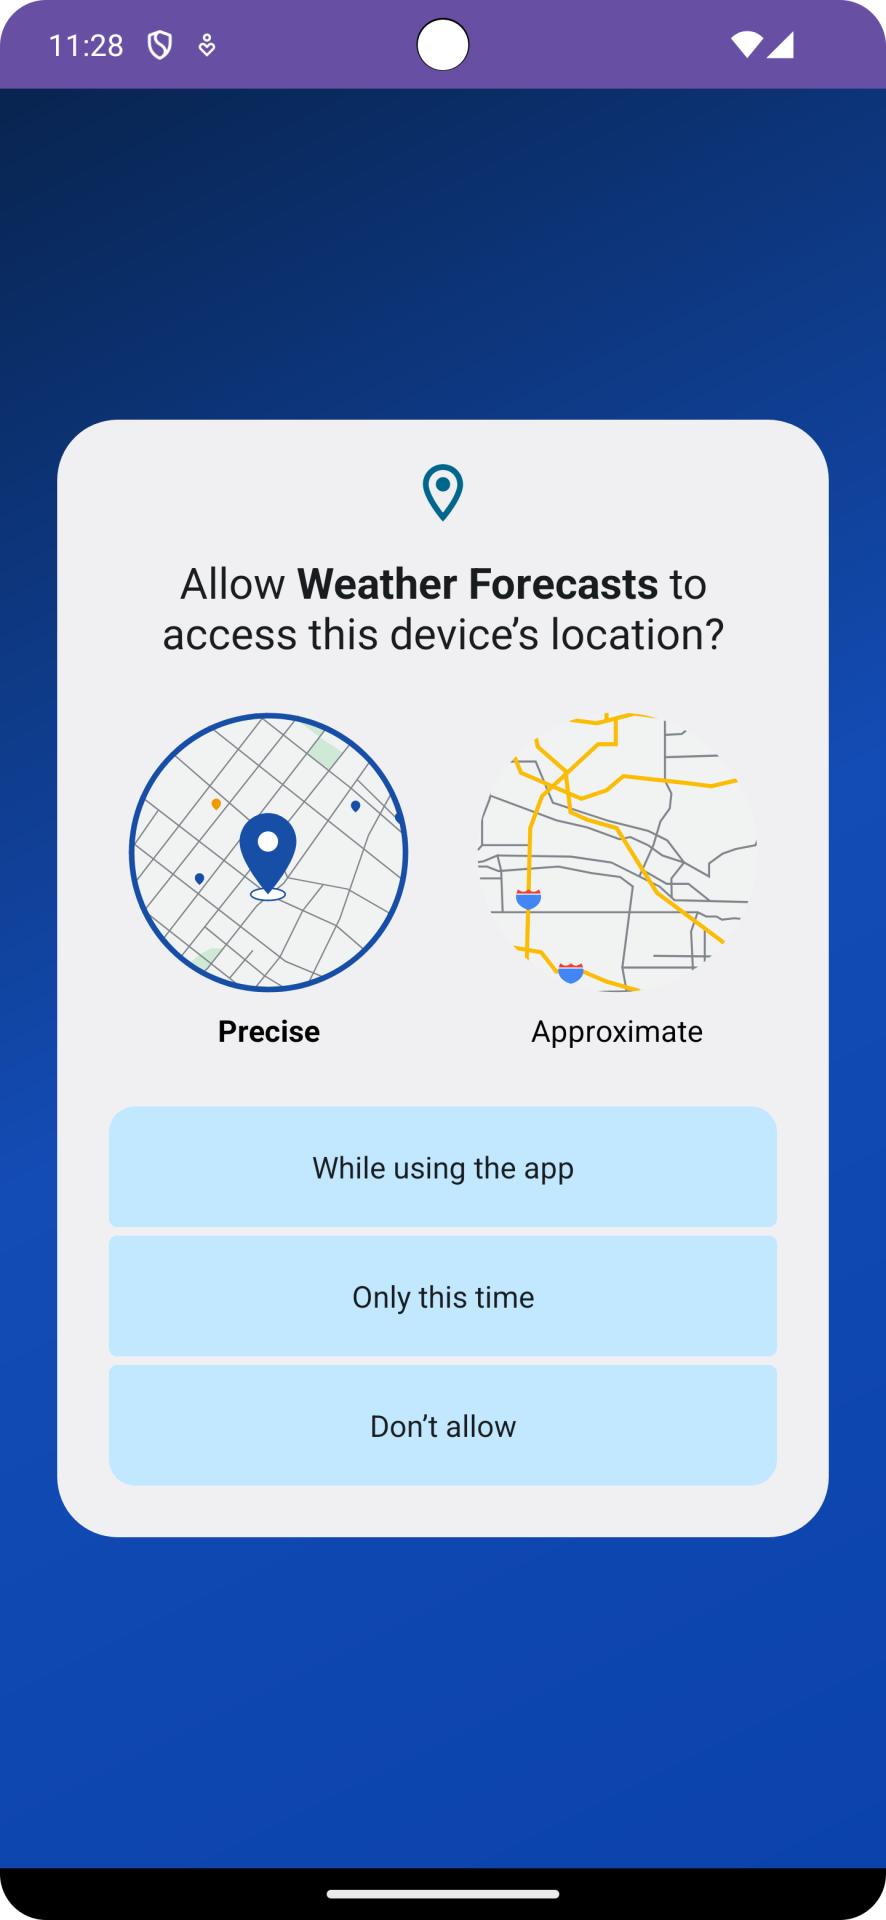 11:28
Allow Weather Forecasts to
access this device’s location?
Precise
Approximate
While using the app
Only this time
Don’t allow